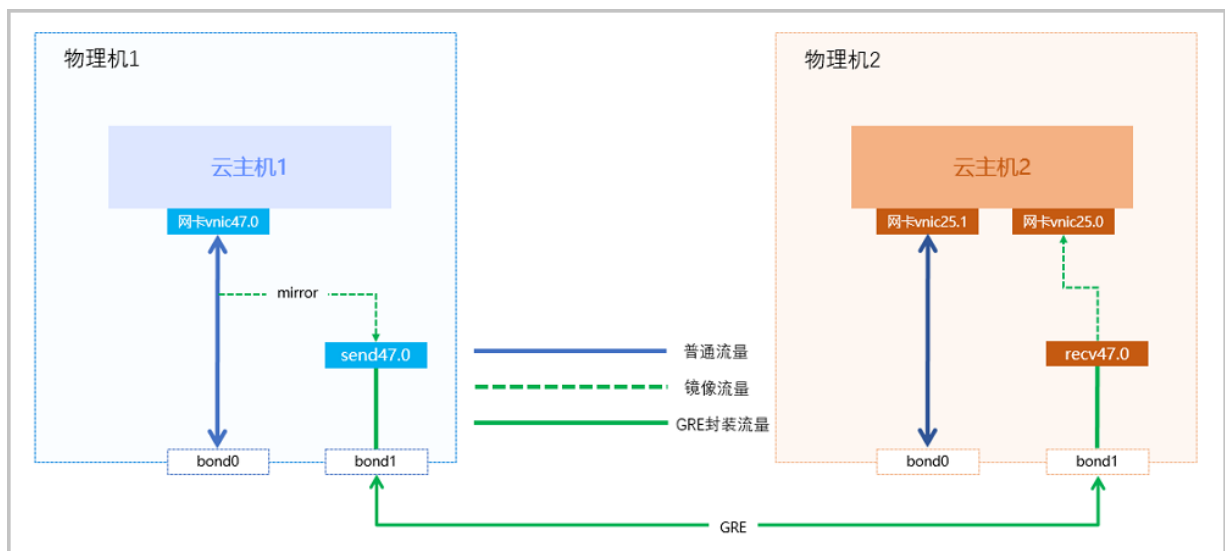 物理机1
物理机2
云主机1
云主机2
网卡vnic47.0
网卡vnic25.1
网卡vnic25.0
mirror
send47.0
普通流量
recv47.0
镜像流量
GRE封装流量
bond0
bond1
bond0
bond1
GRE